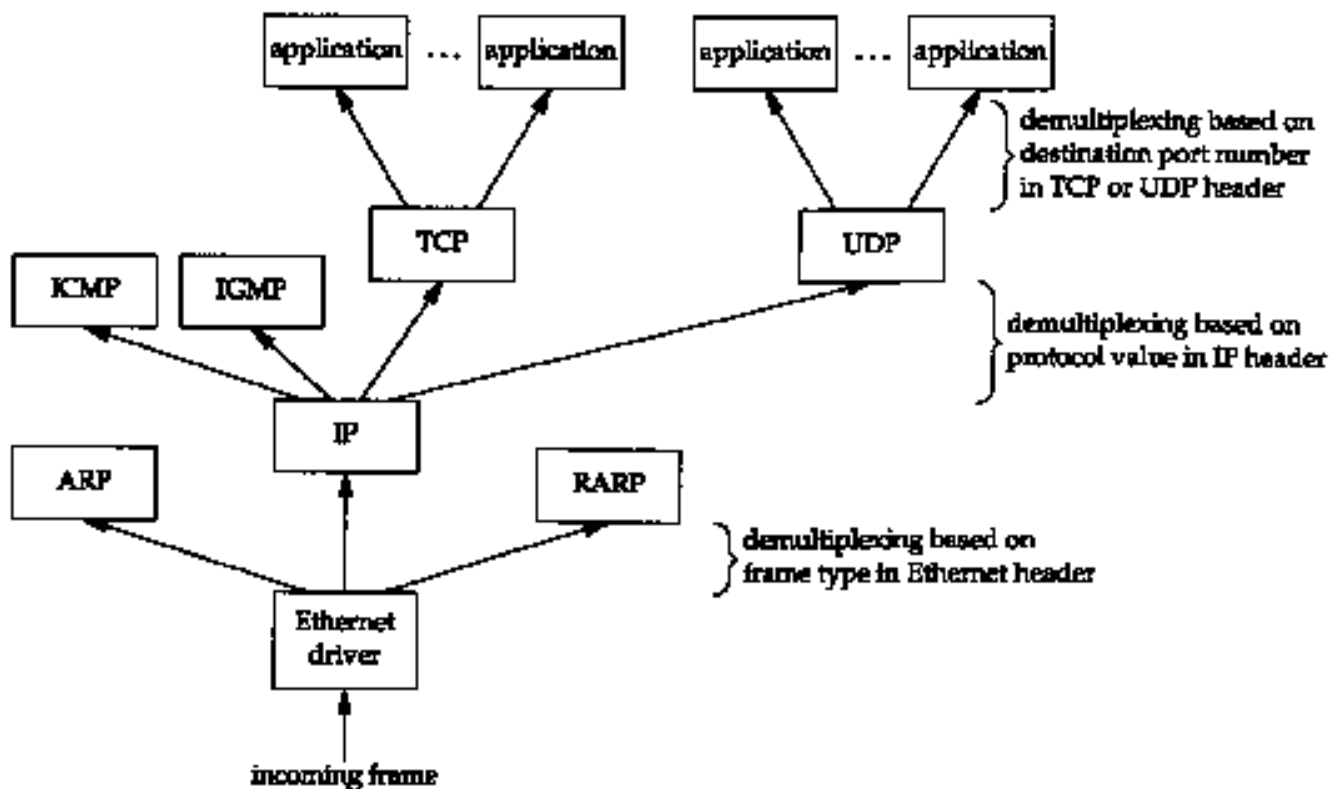 application ... application
application ... application
demultiplexing based on
destination port number
in TCP or UDP header
TCP
UDP
ICMP
IGMP
demultiplexing based on
protocol value in IP header
IP
ARP
RARP
demultiplexing based on
frame type in Ethernet header
Ethernet
driver
incoming frame